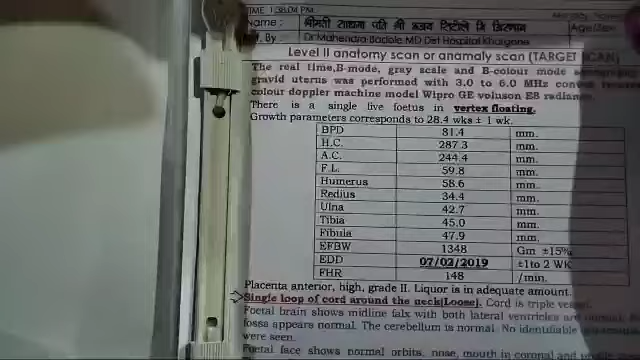 TIME 1:38:04 PM
Name : श्रीमती साधना पति श्री
By Dr.Mahendra Badole MD Dist Hospital Khargone
Level II anatomy scan or anamaly scan (TARGET SCAN)
The real time,B-mode, gray scale and B-colour mode
gravid uterus was performed with 3.0 to 6.0 MHz convex
colour doppler machine model Wipro GE voluson E8 radiance.
There is a single live foetus in vertex floating.
Growth parameters corresponds to 28.4 wks ± 1 wk.
BPD 81.4 mm.
H.C. 287.3 mm.
A.C. 244.4 mm.
F.L. 59.8 mm.
Humerus 58.6 mm.
Redius 34.4 mm.
Ulna 42.7 mm.
Tibia 45.0 mm.
Fibula 47.9 mm.
EFBW 1348 Gm ±15%
EDD 07/02/2019 ±1to 2 WK
FHR 148 /min.
Placenta anterior, high, grade II. Liquor is in adequate amount.
Single loop of cord around the neck[Loose]. Cord is triple vessel.
Foetal brain shows midline falx with both lateral ventricles are normal.
fossa appears normal. The cerebellum is normal. No identifiable
were seen.
Foetal face shows normal orbits, nose, mouth in coronal and profile